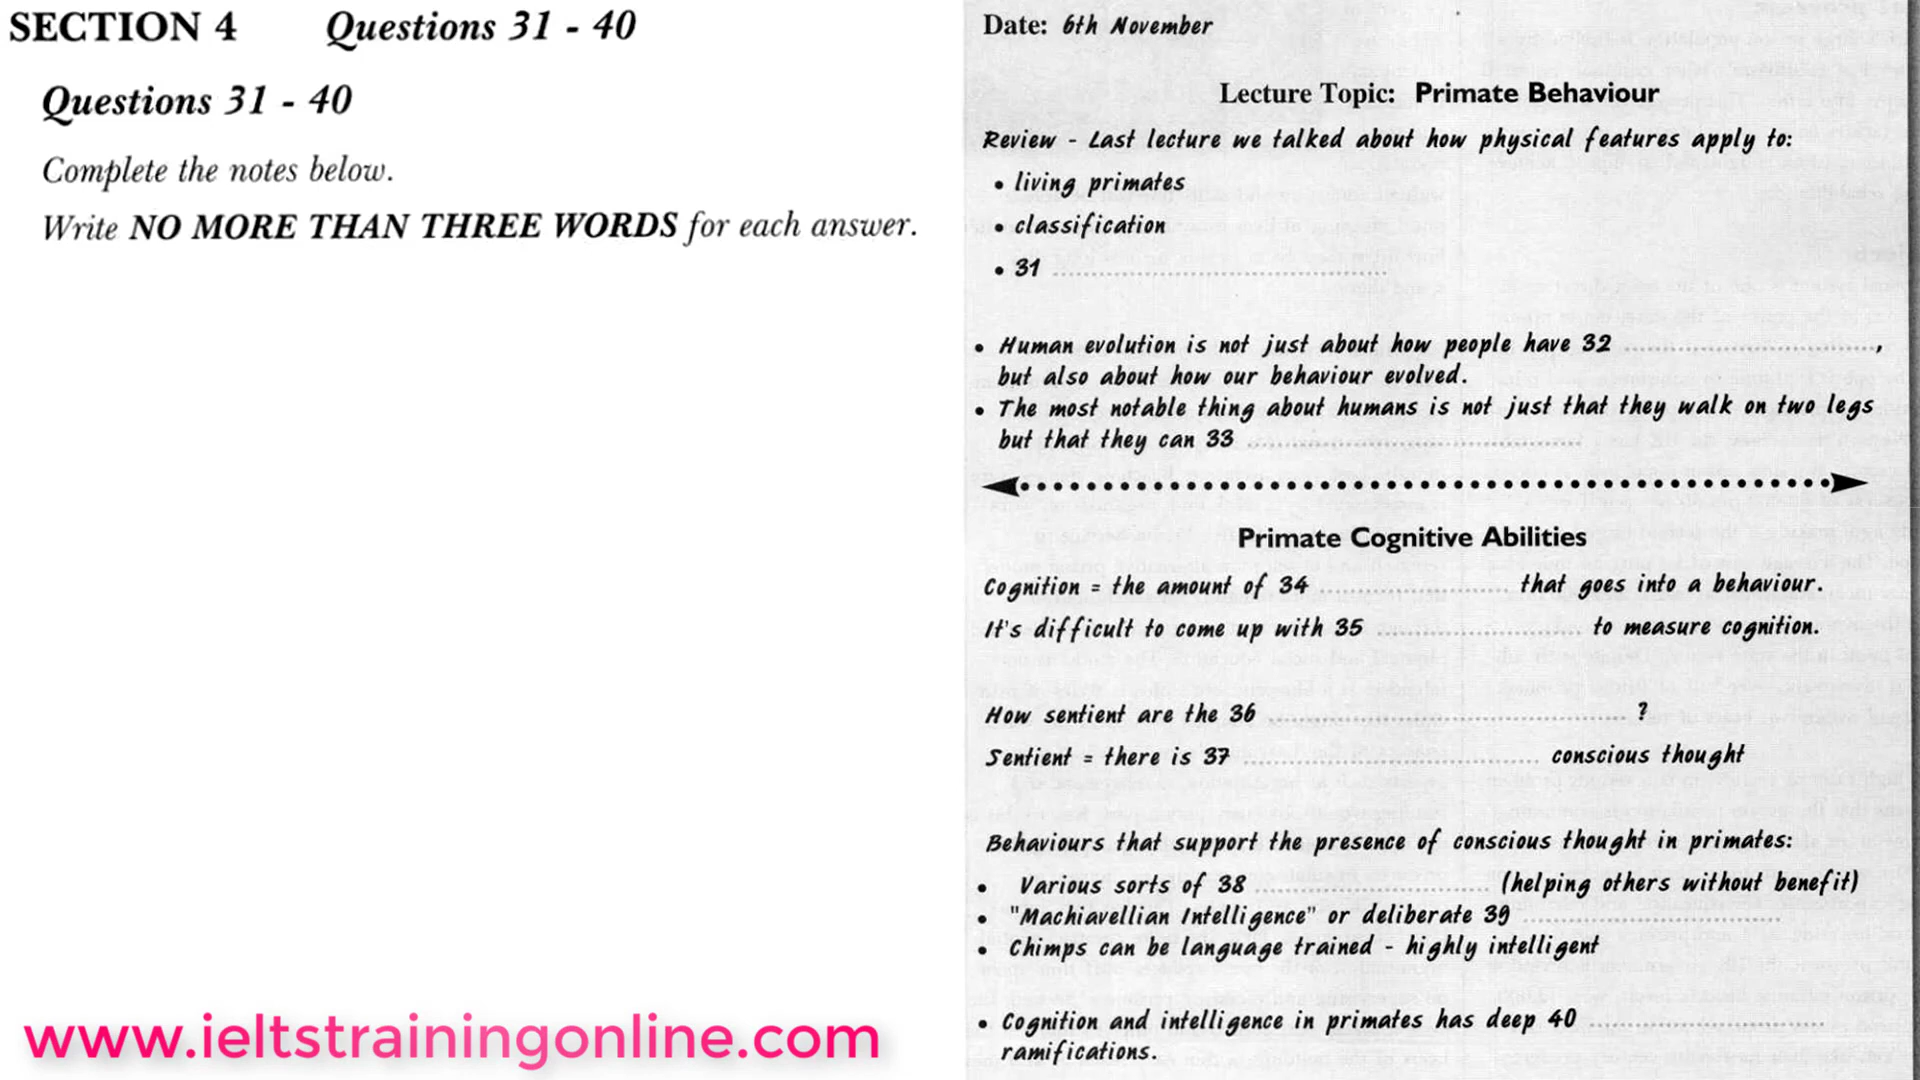 SECTION 4 Questions 31 - 40
Questions 31 - 40
Complete the notes below.
Write NO MORE THAN THREE WORDS for each answer.
www.ieltstrainingonline.com
Date: 6th November
Lecture Topic: Primate Behaviour
Review - Last lecture we talked about how physical features apply to:
• living primates
• classification
• 31 ........................
• Human evolution is not just about how people have 32 ........................,
but also about how our behaviour evolved.
• The most notable thing about humans is not just that they walk on two legs
but that they can 33 ........................
Primate Cognitive Abilities
Cognition = the amount of 34 ........................ that goes into a behaviour.
It's difficult to come up with 35 ........................ to measure cognition.
How sentient are the 36 ........................ ?
Sentient = there is 37 ........................ conscious thought
Behaviours that support the presence of conscious thought in primates:
• Various sorts of 38 ........................ (helping others without benefit)
• "Machiavellian Intelligence" or deliberate 39 ........................
• Chimps can be language trained - highly intelligent
• Cognition and intelligence in primates has deep 40 ........................
ramifications.